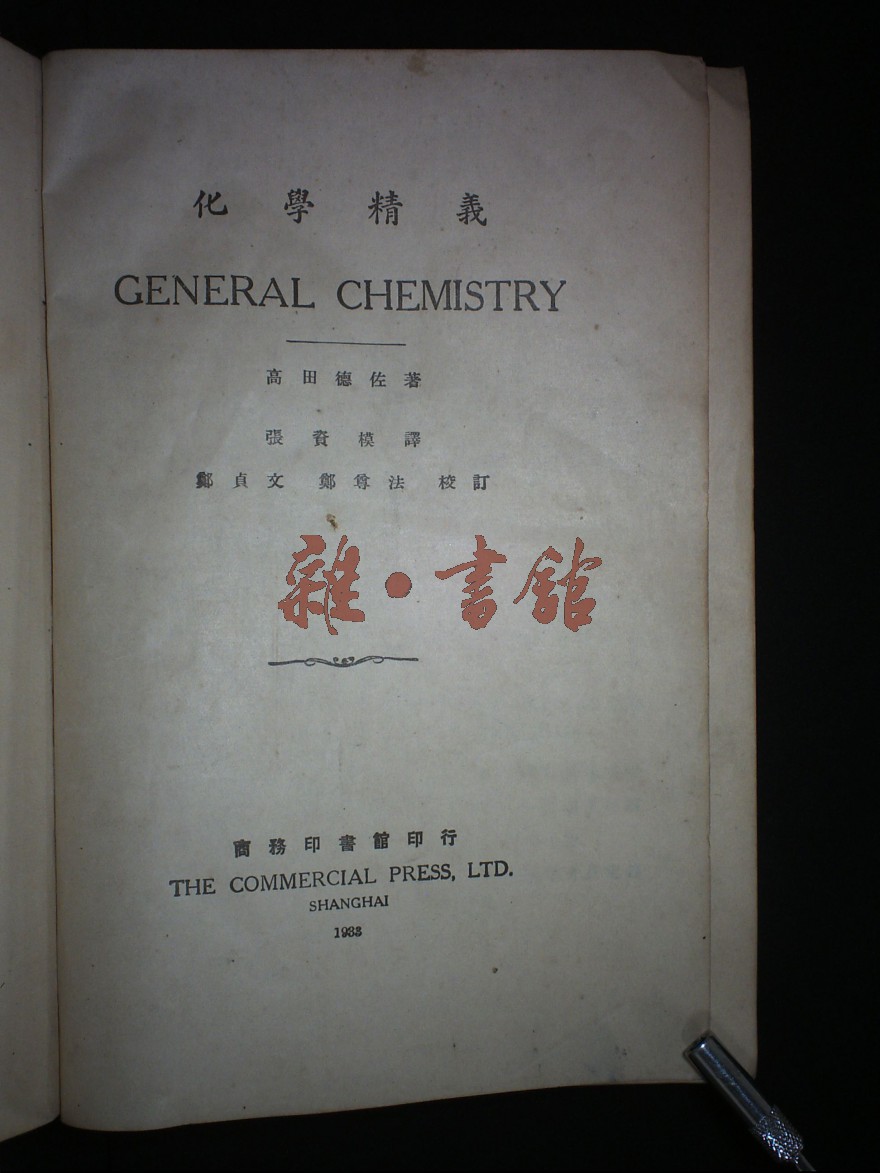 化學精義
GENERAL CHEMISTRY
高田德佐著
張資模譯
鄭貞文 鄭尊法 校訂
雜·書館
商務印書館印行
THE COMMERCIAL PRESS, LTD.
SHANGHAI
1933